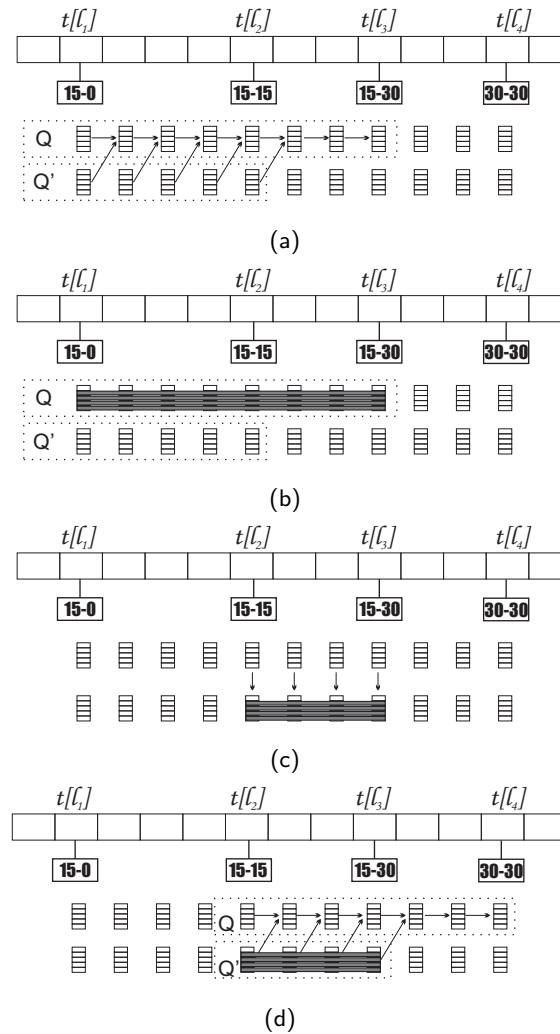 t[l₁] t[l₂] t[l₃] t[l₄]
15-0 15-15 15-30 30-30
Q
Q'
(a)
t[l₁] t[l₂] t[l₃] t[l₄]
15-0 15-15 15-30 30-30
Q
Q'
(b)
t[l₁] t[l₂] t[l₃] t[l₄]
15-0 15-15 15-30 30-30
(c)
t[l₁] t[l₂] t[l₃] t[l₄]
15-0 15-15 15-30 30-30
Q
Q'
(d)